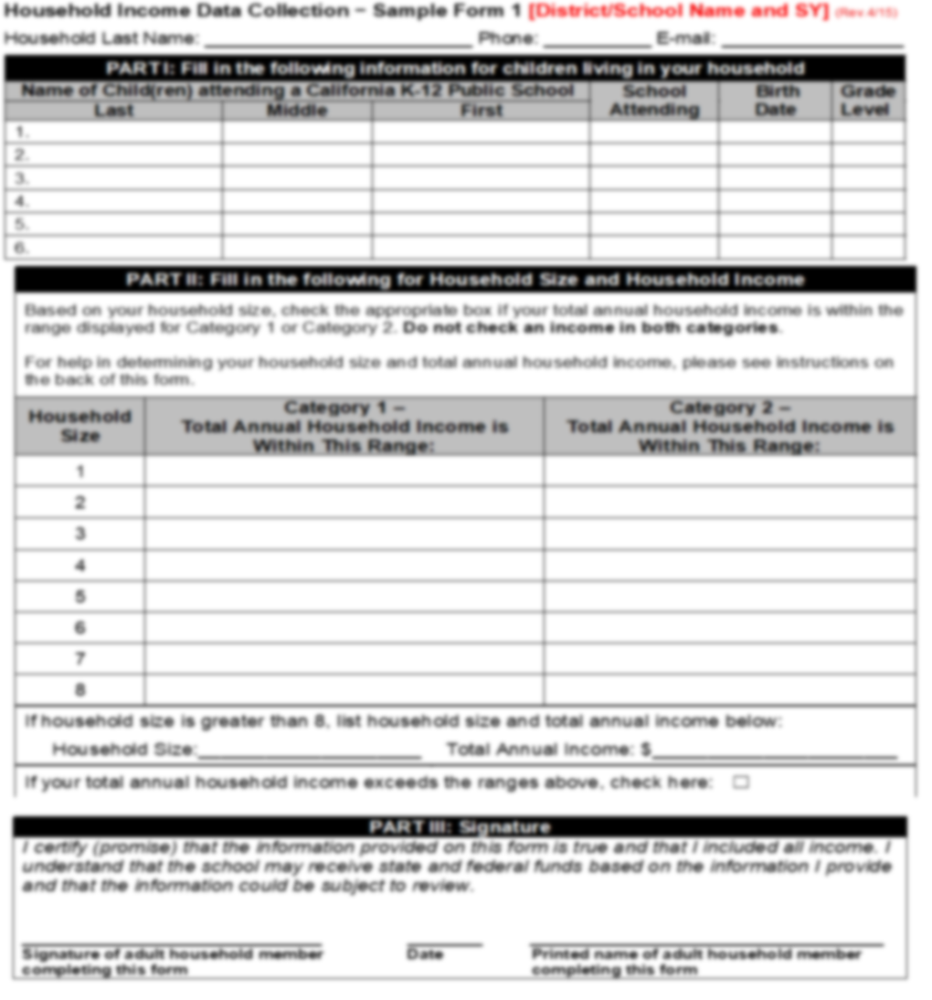 Household Income Data Collection – Sample Form 1 [District/School Name and SY] (Rev.4/15)
Household Last Name: ____________ Phone: ____________ E-mail: ____________
PART I: Fill in the following information for children living in your household
Name of Child(ren) attending a California K-12 Public School
School Attending
Birth Date
Grade Level
Last
Middle
First
1.
2.
3.
4.
5.
6.
PART II: Fill in the following for Household Size and Household Income
Based on your household size, check the appropriate box if your total annual household income is within the
range displayed for Category 1 or Category 2. Do not check an income in both categories.
For help in determining your household size and total annual household income, please see instructions on
the back of this form.
Household
Size
Category 1 –
Total Annual Household Income is
Within This Range:
Category 2 –
Total Annual Household Income is
Within This Range:
1
2
3
4
5
6
7
8
If household size is greater than 8, list household size and total annual income below:
Household Size:____________ Total Annual Income: $____________
If your total annual household income exceeds the ranges above, check here: ☐
PART III: Signature
I certify (promise) that the information provided on this form is true and that I included all income. I
understand that the school may receive state and federal funds based on the information I provide
and that the information could be subject to review.
Signature of adult household member
completing this form
Date
Printed name of adult household member
completing this form